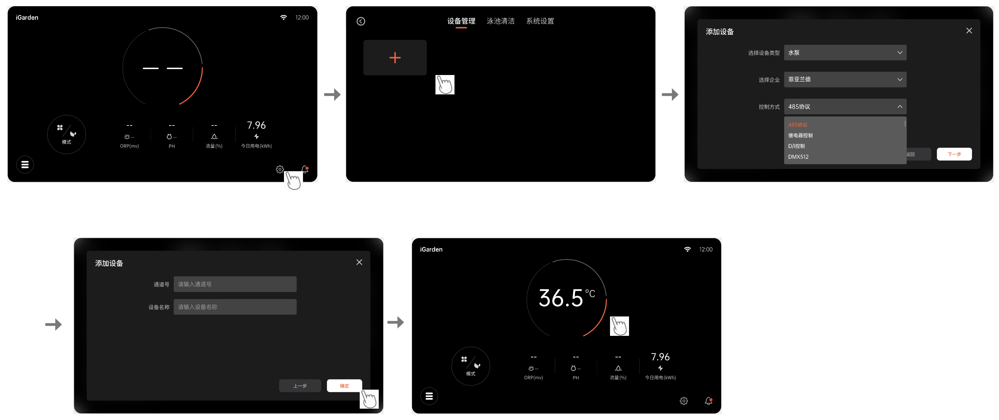 iGarden
12:00
-- --
-- -- -- 7.96
-- --
模式
ORP(mv) PH 流量(%) 今日用电(kWh)
设备管理 泳池清洁 系统设置
添加设备
选择设备类型 水泵
选择企业 菲亚兰德
控制方式 485协议
485协议
继电器控制
D/I控制
DMX512
返回 下一步
添加设备
通道号 请输入通道号
设备名称 请输入设备名称
上一步 确定
iGarden
12:00
36.5℃
-- -- -- 7.96
-- --
模式
ORP(mv) PH 流量(%) 今日用电(kWh)